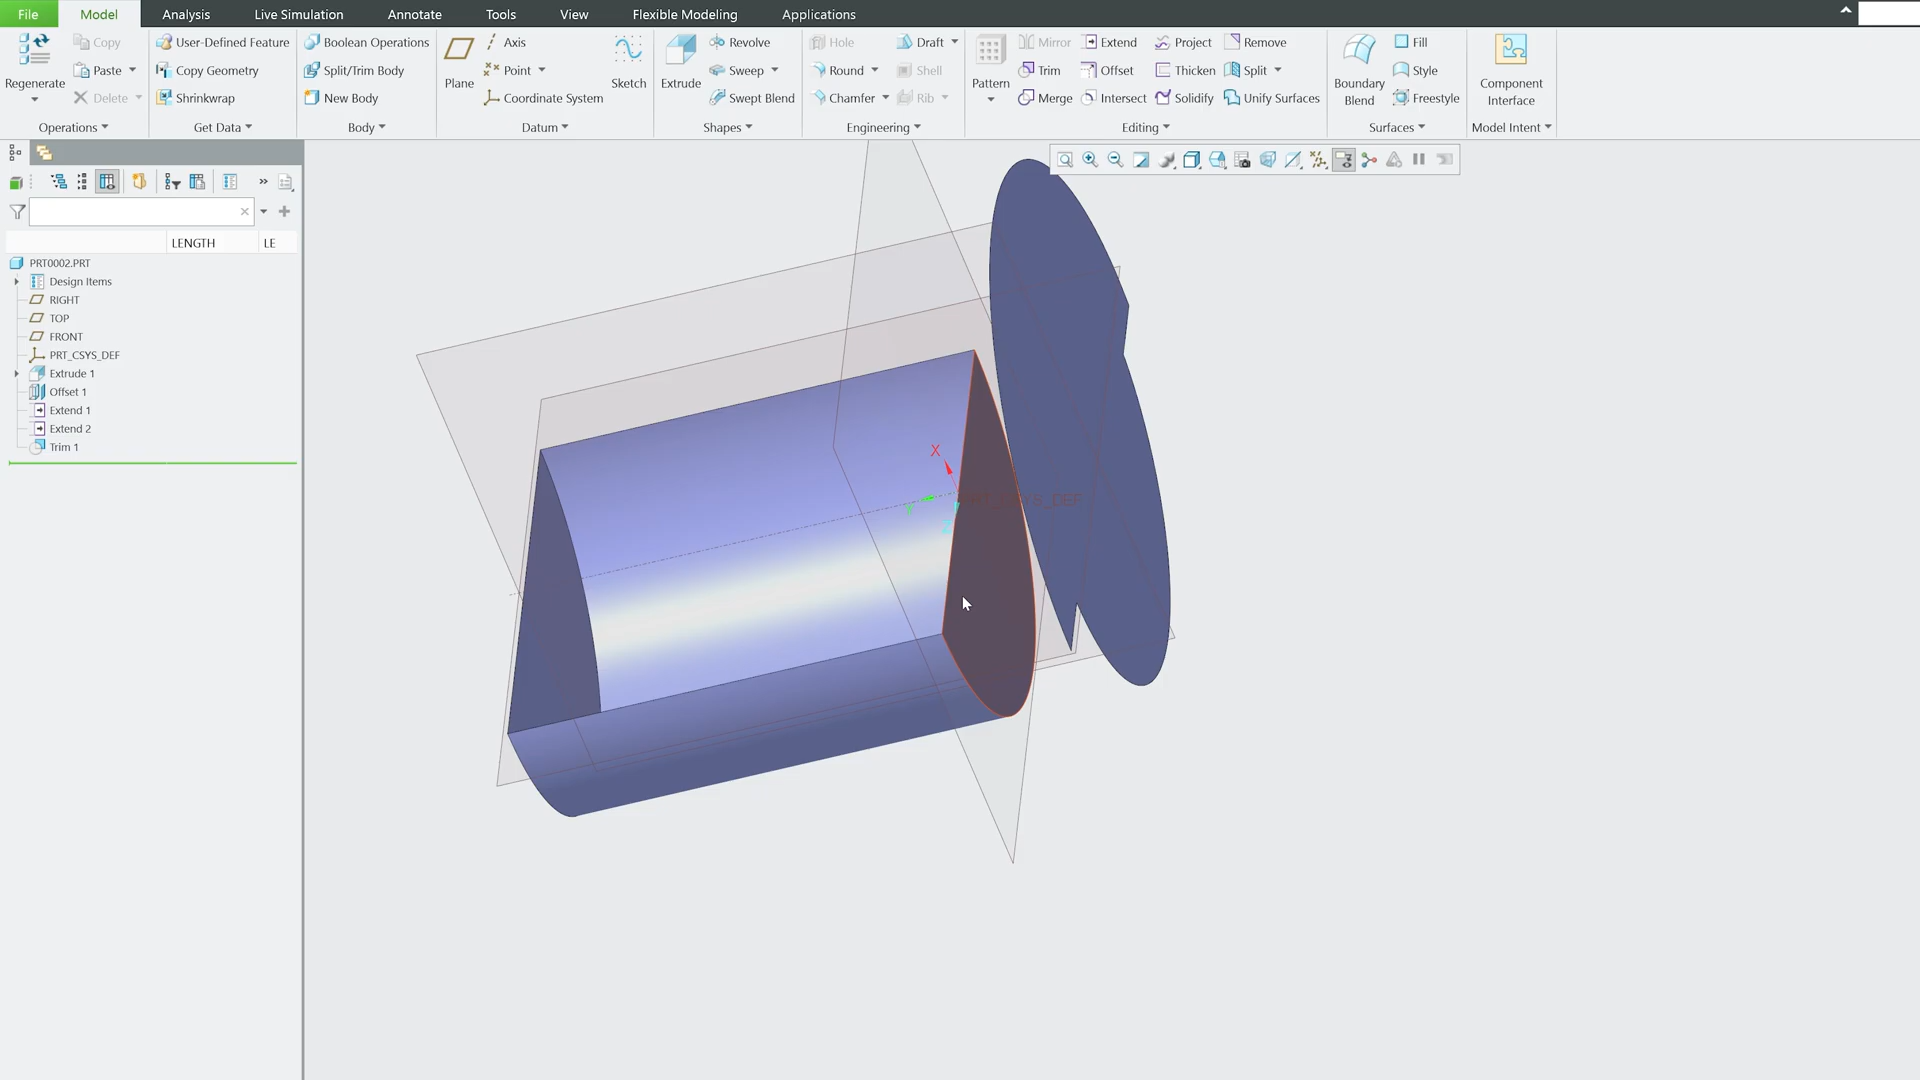 File Model Analysis Live Simulation Annotate Tools View Flexible Modeling Applications
Regenerate
Copy
Paste
Delete
Operations
User-Defined Feature
Copy Geometry
Shrinkwrap
Get Data
Boolean Operations
Split/Trim Body
New Body
Body
Plane
Axis
Point
Coordinate System
Sketch
Datum
Extrude
Revolve
Sweep
Swept Blend
Shapes
Hole
Round
Chamfer
Draft
Shell
Rib
Engineering
Pattern
Mirror
Trim
Merge
Extend
Offset
Intersect
Project
Thicken
Solidify
Remove
Split
Unify Surfaces
Editing
Boundary
Blend
Fill
Style
Freestyle
Surfaces
Component
Interface
Model Intent
LENGTH LE
PRT0002.PRT
Design Items
RIGHT
TOP
FRONT
PRT_CSYS_DEF
Extrude 1
Offset 1
Extend 1
Extend 2
Trim 1
X
PRT_CSYS_DEF
Y
Z